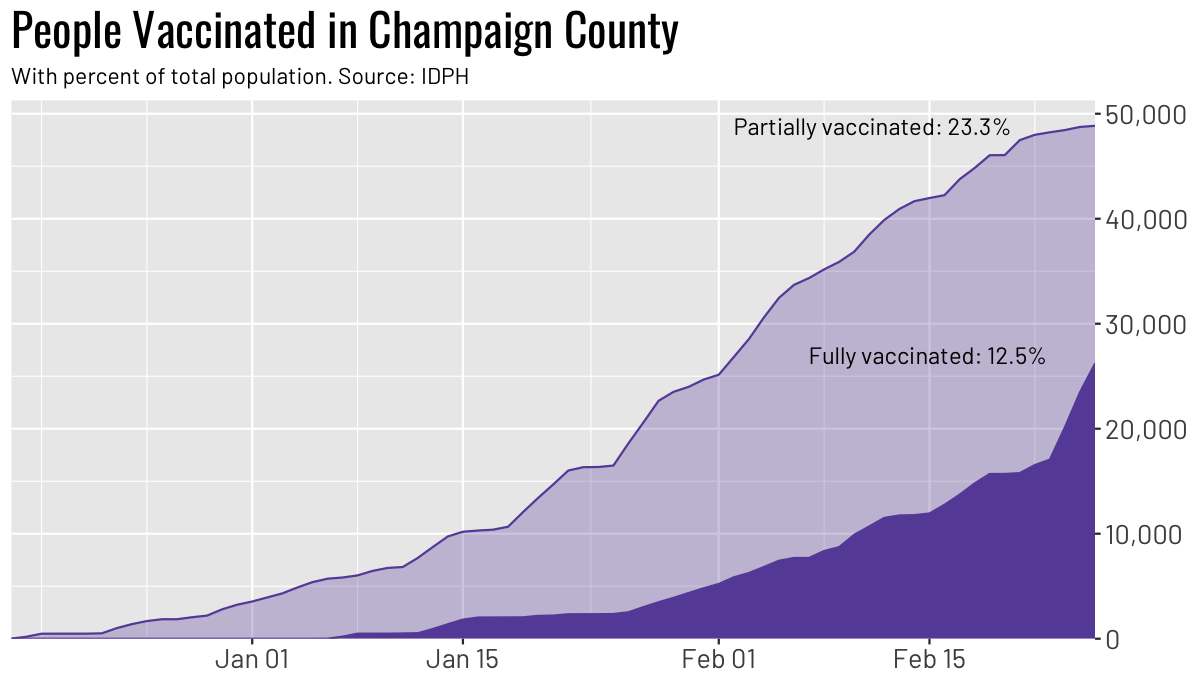 People Vaccinated in Champaign County
With percent of total population. Source: IDPH
Partially vaccinated: 23.3%
Fully vaccinated: 12.5%
50,000
40,000
30,000
20,000
10,000
0
Jan 01
Jan 15
Feb 01
Feb 15